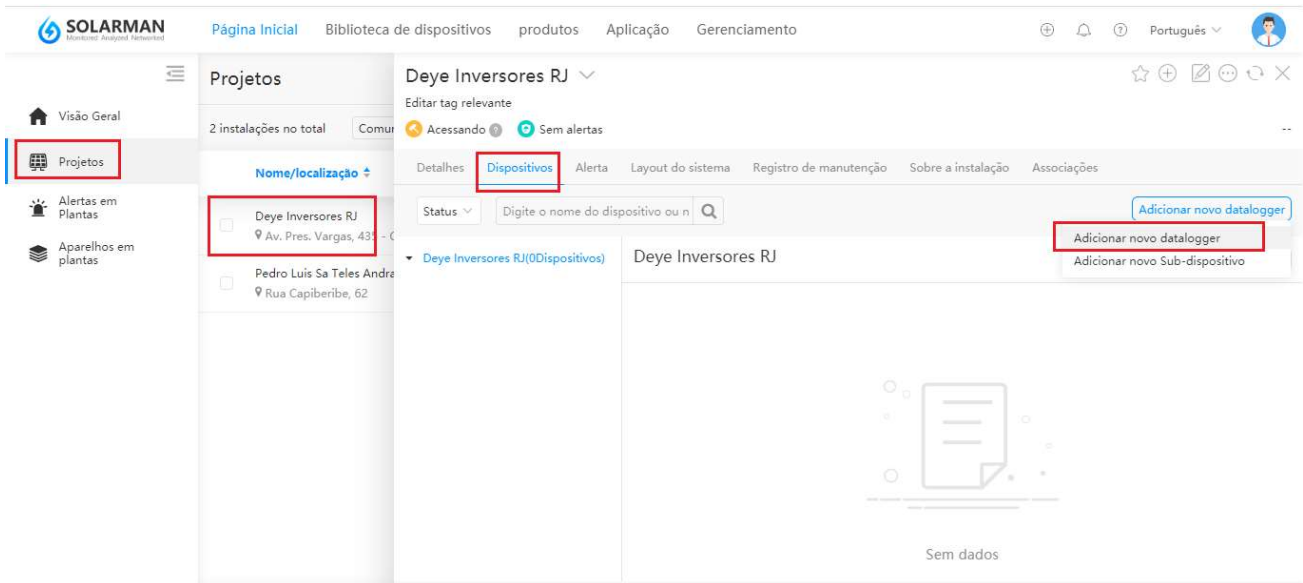 SOLARMAN
Monitored Analyzed Networked
Página Inicial Biblioteca de dispositivos produtos Aplicação Gerenciamento
Português
Visão Geral
Projetos
Alertas em
Plantas
Aparelhos em
plantas
Projetos
2 instalações no total Comun
Nome/localização
Deye Inversores RJ
Av. Pres. Vargas, 435 - C
Pedro Luis Sa Teles Andra
Rua Capiberibe, 62
Deye Inversores RJ
Editar tag relevante
Acessando Sem alertas
--
Detalhes Dispositivos Alerta Layout do sistema Registro de manutenção Sobre a instalação Associações
Status Digite o nome do dispositivo ou n
Adicionar novo datalogger
Adicionar novo datalogger
Adicionar novo Sub-dispositivo
Deye Inversores RJ(0Dispositivos)
Deye Inversores RJ
Sem dados